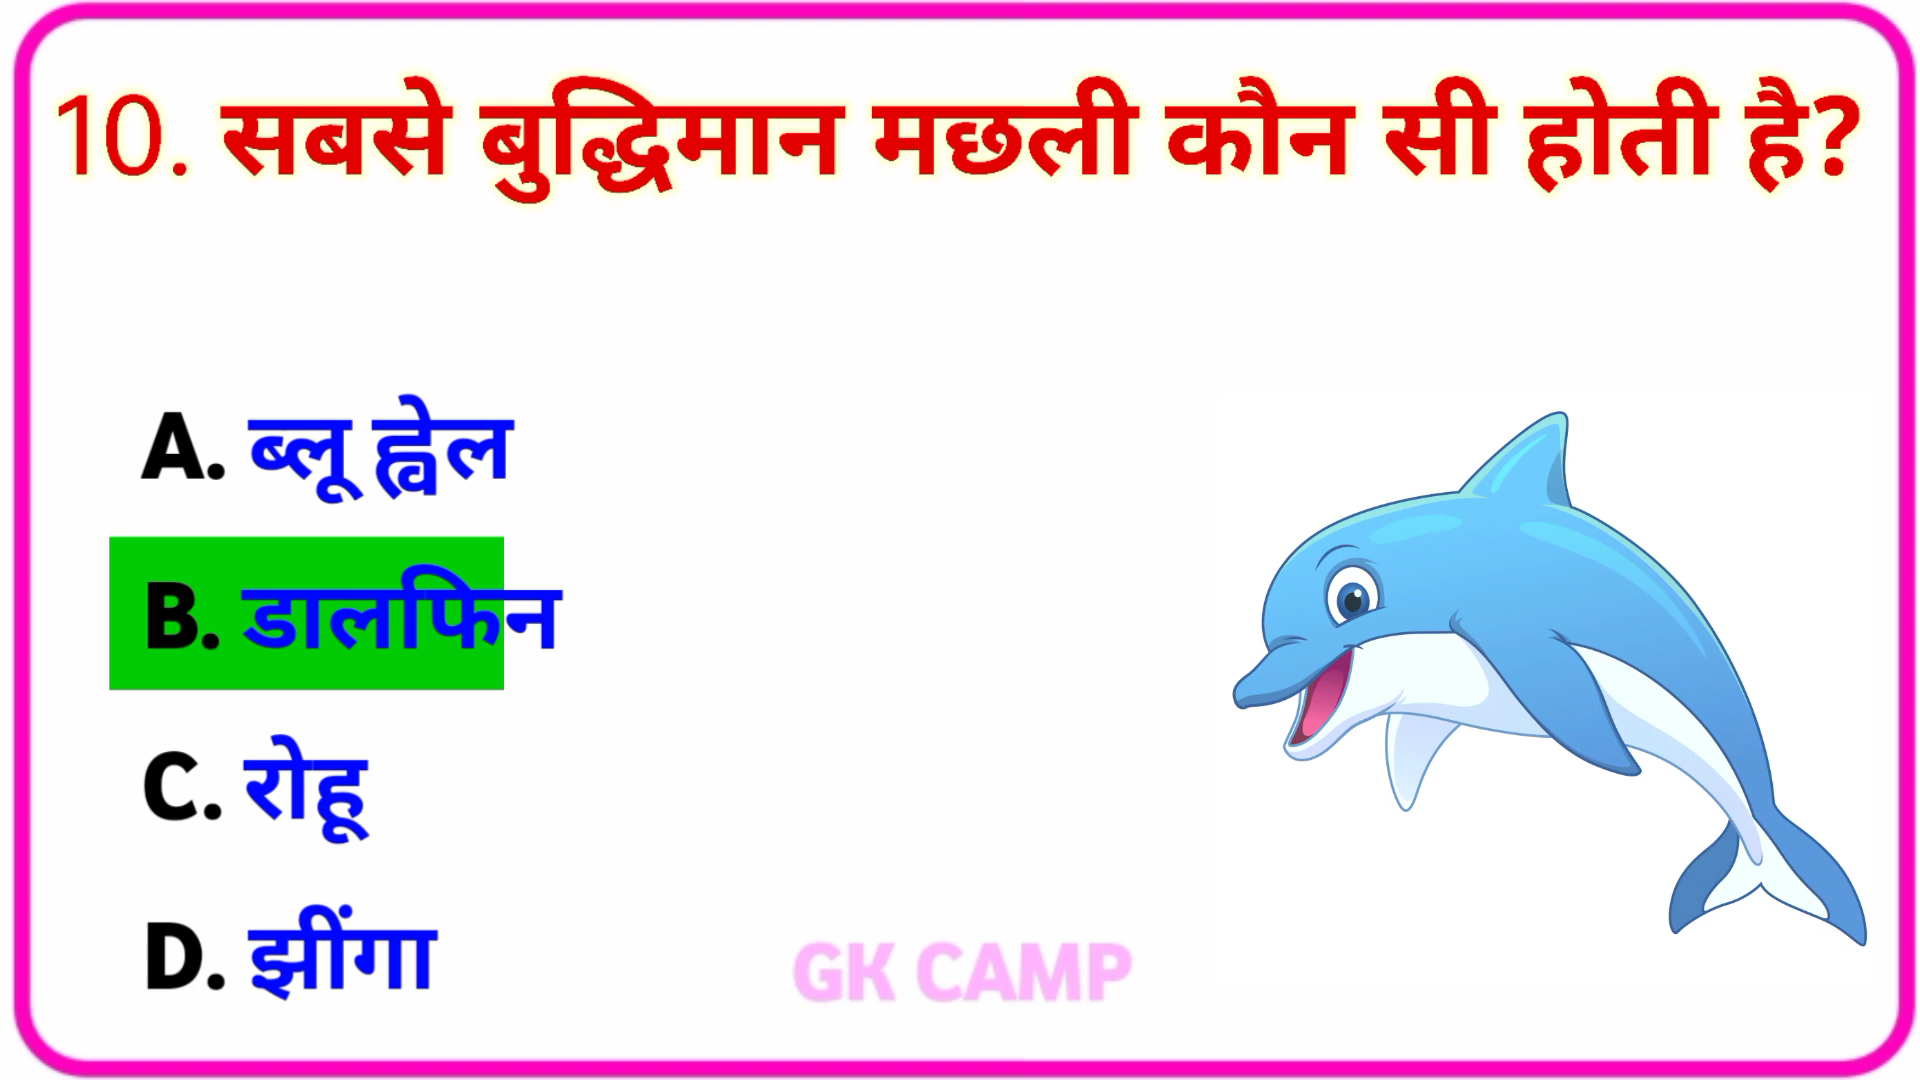 10. सबसे बुद्धिमान मछली कौन सी होती है?
A. ब्लू ह्वेल
B. डालफिन
C. रोहू
D. झींगा
GK CAMP